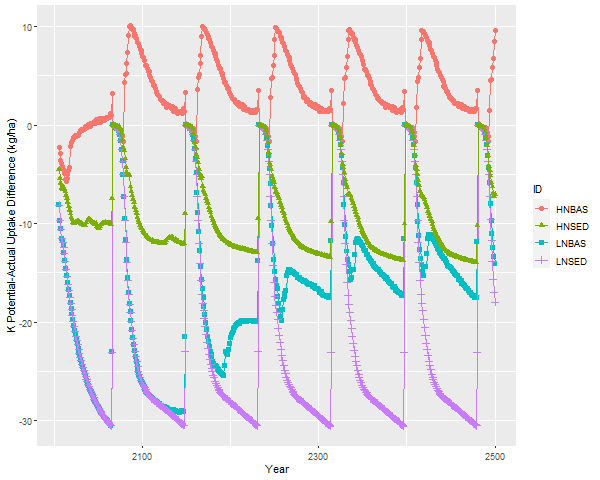 K Potential-Actual Uptake Difference (kg/ha)
10
0
-10
-20
-30
2100
2300
2500
Year
ID
HNBAS
HNSED
LNBAS
LNSED